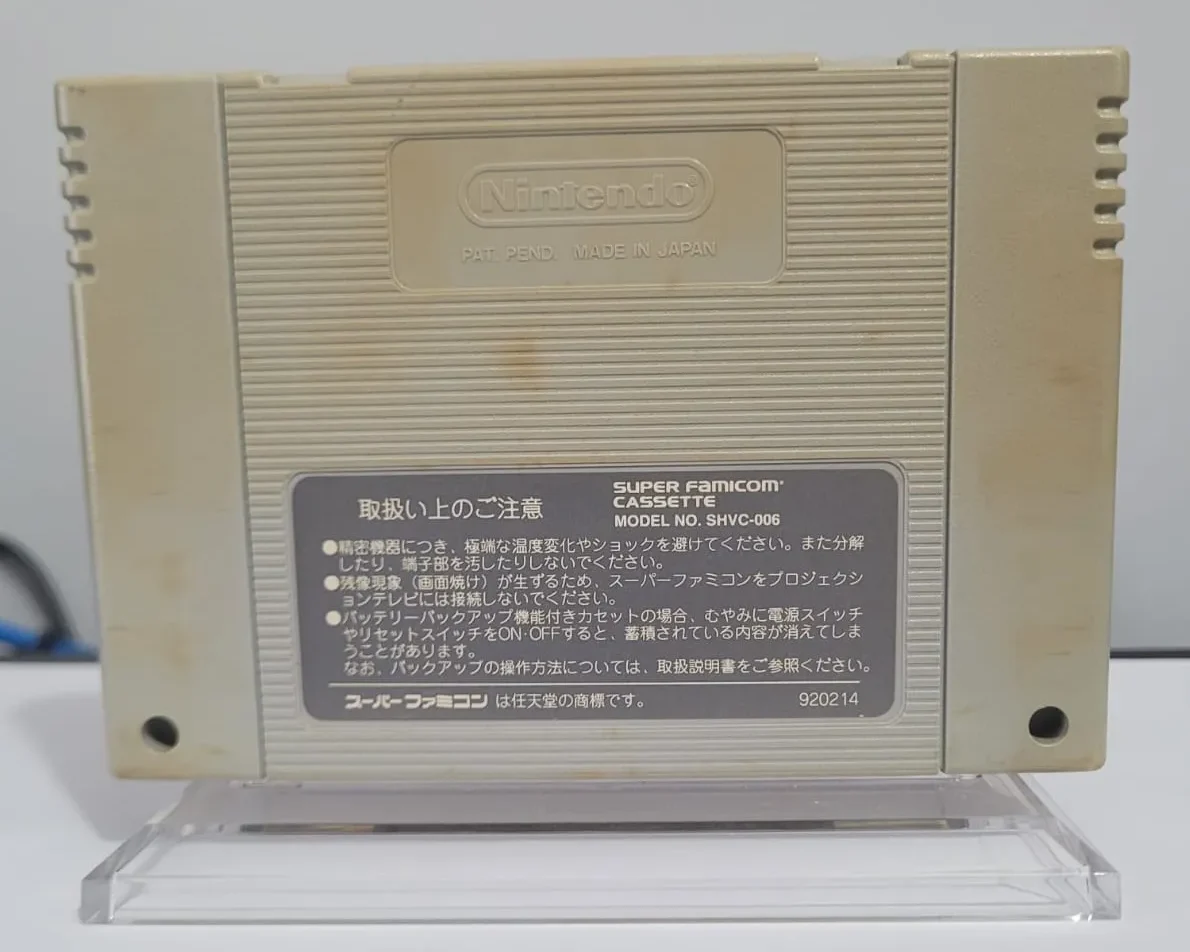 Nintendo®
PAT. PEND. MADE IN JAPAN
取扱い上のご注意
SUPER FAMICOM
CASSETTE
MODEL NO. SHVC-006
●精密機器につき、極端な温度変化やショックを避けてください。また分解
したり、端子部を汚したりしないでください。
●残像現象（画面焼け）が生ずるため、スーパーファミコンをプロジェクシ
ョンテレビには接続しないでください。
●バッテリーバックアップ機能付きカセットの場合、むやみに電源スイッチ
やリセットスイッチをON·OFFすると、蓄積されている内容が消えてしま
うことがあります。
なお、バックアップの操作方法については、取扱説明書をご参照ください。
スーパーファミコン は任天堂の商標です。
920214